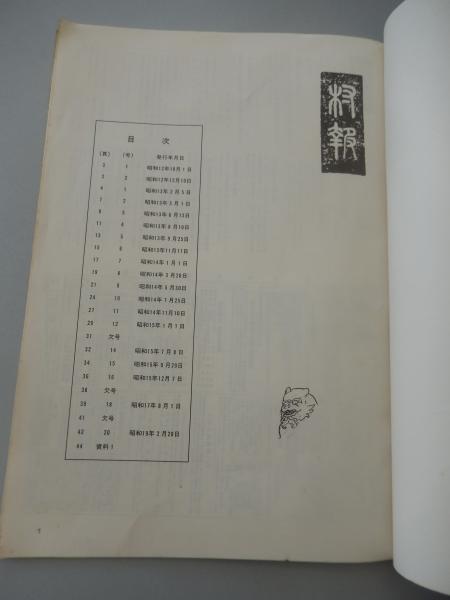 村報
目次
(頁) (号) 発行年月日
2 1 昭和12年10月1日
3 2 昭和12年12月10日
4 1 昭和13年2月5日
7 2 昭和13年5月1日
9 3 昭和13年6月13日
11 4 昭和13年8月10日
13 5 昭和13年9月25日
15 6 昭和13年11月11日
17 7 昭和14年1月1日
19 8 昭和14年3月20日
21 9 昭和14年5月30日
24 10 昭和14年7月25日
27 11 昭和14年11月10日
29 12 昭和15年1月1日
31 欠号
32 14 昭和15年7月8日
34 15 昭和15年9月29日
36 16 昭和15年12月7日
38 欠号
39 18 昭和17年8月1日
41 欠号
42 20 昭和19年2月20日
44 資料1
1